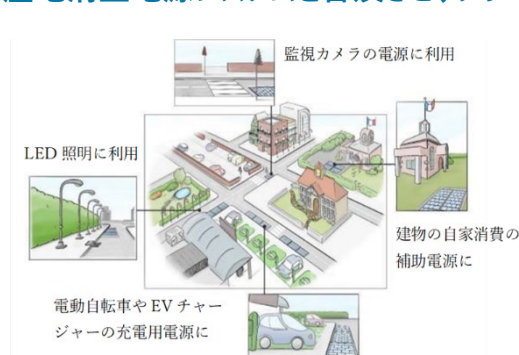 監視カメラの電源に利用
LED 照明に利用
建物の自家消費の
補助電源に
電動自転車や EV チャー
ジャーの充電用電源に